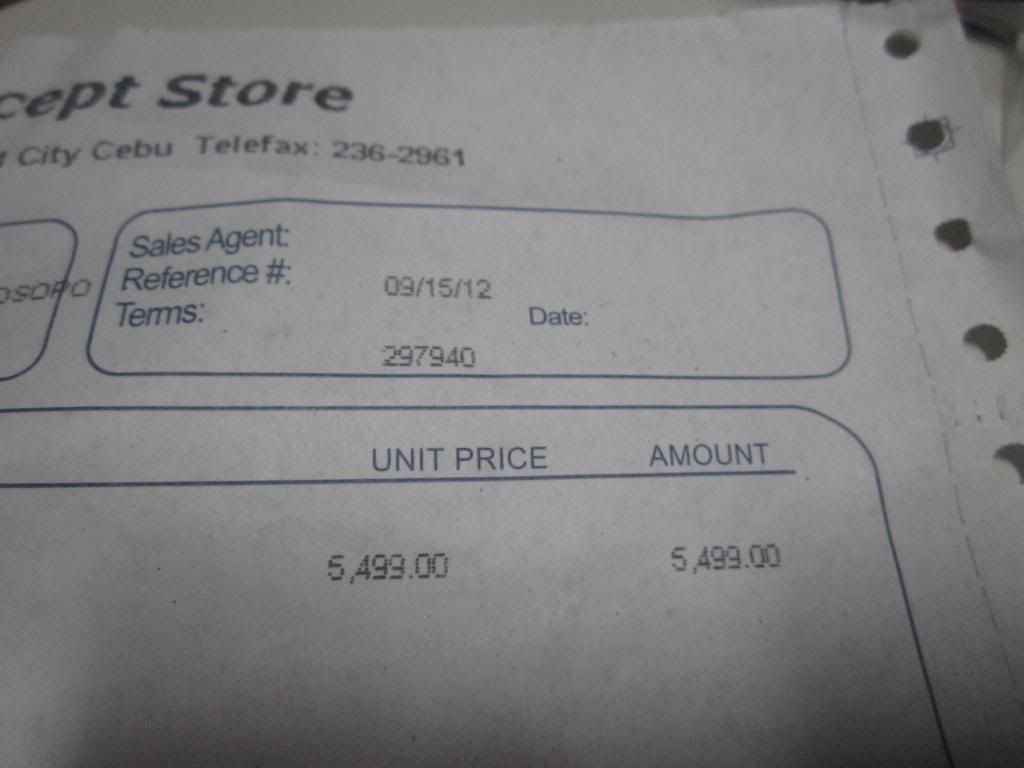 cept Store
City Cebu Telefax: 236-2961
Sales Agent:
OSOPO
Reference #:
09/15/12
Terms:
Date:
297940
UNIT PRICE AMOUNT
5,499.00 5,499.00